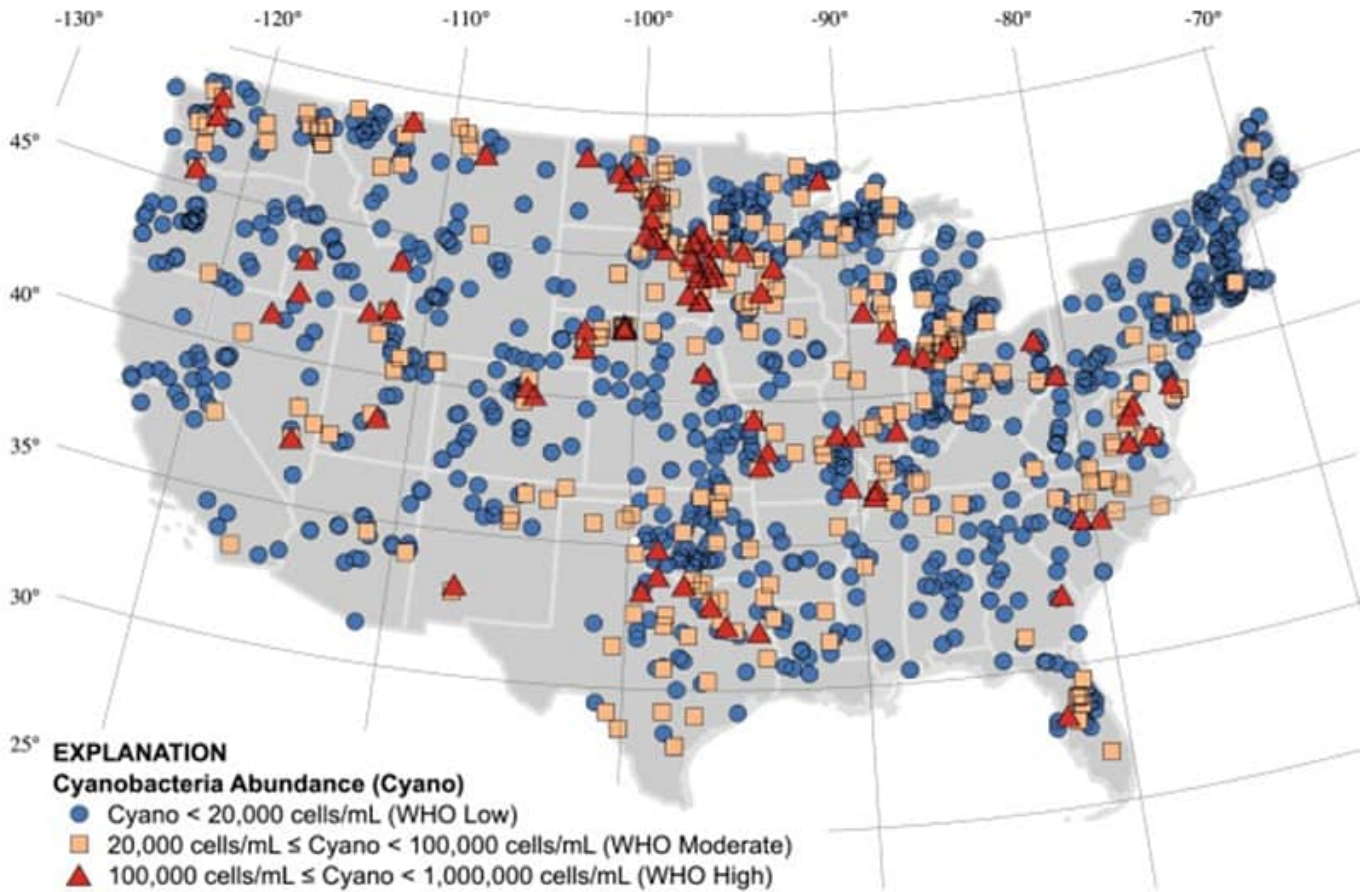 -130° -120° -110° -100° -90° -80° -70°
45°
40°
35°
30°
25°
EXPLANATION
Cyanobacteria Abundance (Cyano)
Cyano < 20,000 cells/mL (WHO Low)
20,000 cells/mL ≤ Cyano < 100,000 cells/mL (WHO Moderate)
100,000 cells/mL ≤ Cyano < 1,000,000 cells/mL (WHO High)